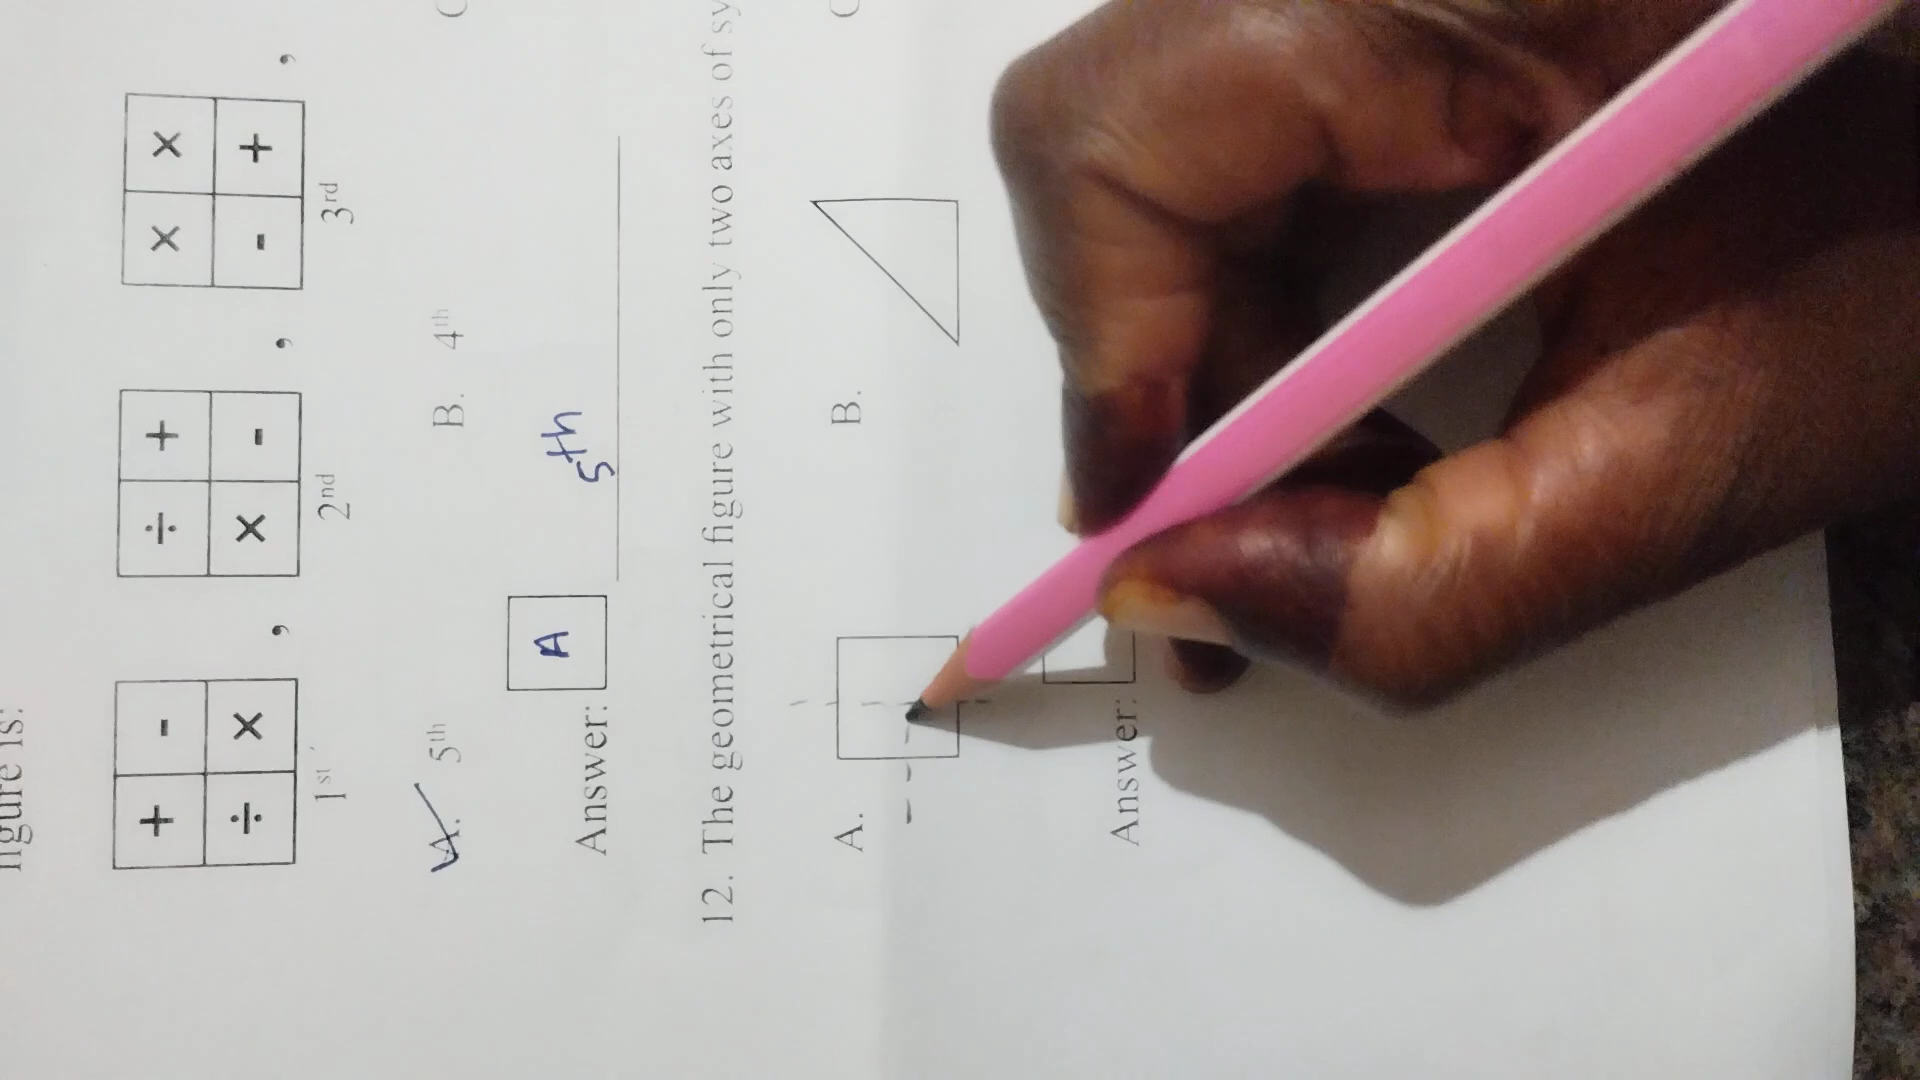 figure is:
+ - ÷ + × ×
÷ × , × - , - + ,
1st 2nd 3rd
A. 5th B. 4th C
A
Answer: 5th
12. The geometrical figure with only two axes of sy
A. B. C
Answer: